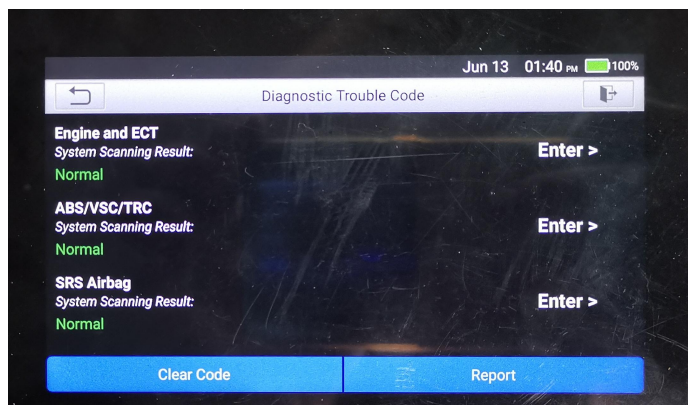 Jun 13 01:40 PM 100%
Diagnostic Trouble Code
Engine and ECT
System Scanning Result:
Enter >
Normal
ABS/VSC/TRC
System Scanning Result:
Enter >
Normal
SRS Airbag
System Scanning Result:
Enter >
Normal
Clear Code Report